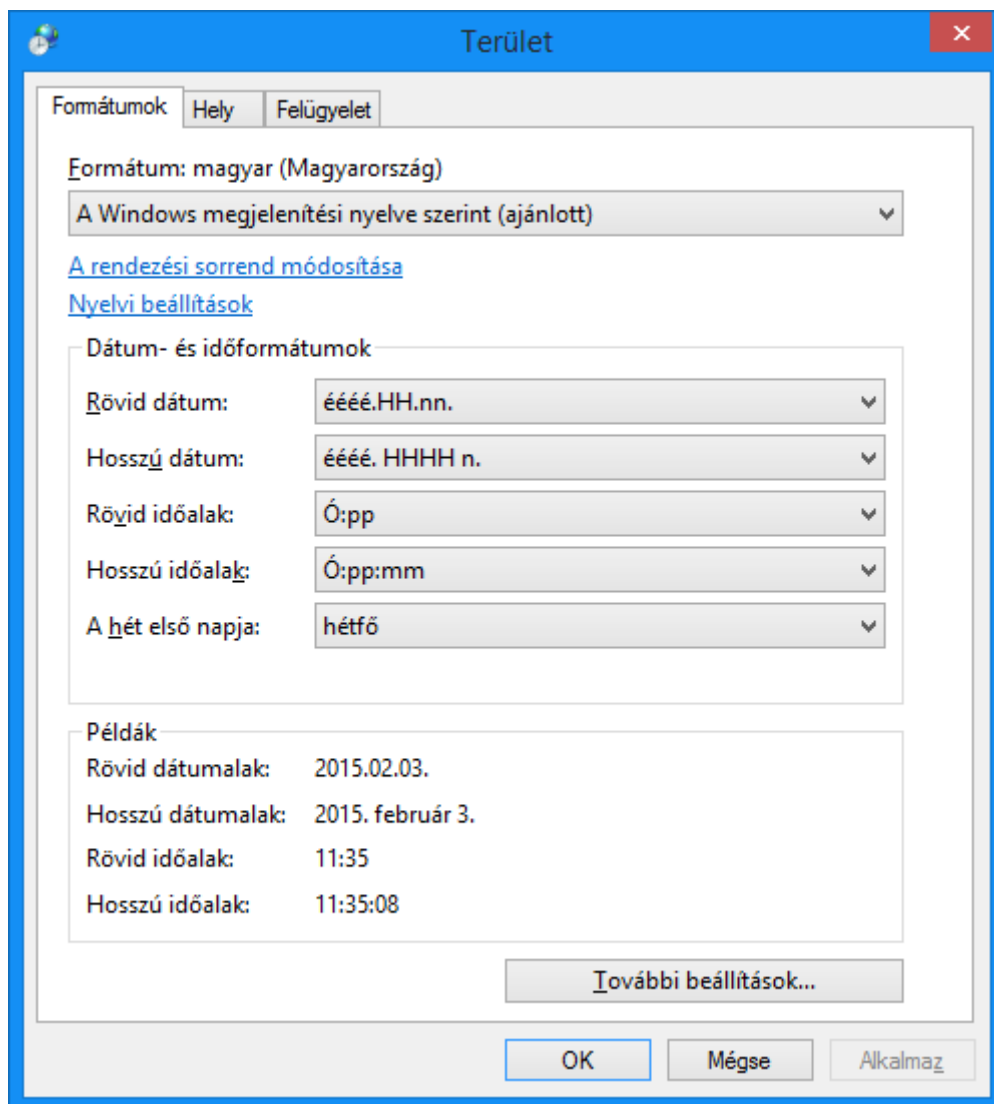 Terület
Formátumok Hely Felügyelet
Formátum: magyar (Magyarország)
A Windows megjelenítési nyelve szerint (ajánlott)
A rendezési sorrend módosítása
Nyelvi beállítások
Dátum- és időformátumok
Rövid dátum: éééé.HH.nn.
Hosszú dátum: éééé. HHHH n.
Rövid időalak: Ó:pp
Hosszú időalak: Ó:pp:mm
A hét első napja: hétfő
Példák
Rövid dátumalak: 2015.02.03.
Hosszú dátumalak: 2015. február 3.
Rövid időalak: 11:35
Hosszú időalak: 11:35:08
További beállítások...
OK Mégse Alkalmaz